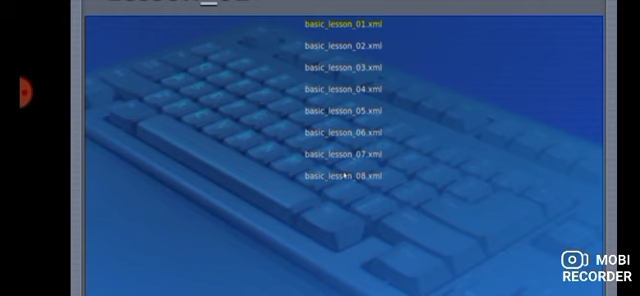 basic_lesson_01.xml
basic_lesson_02.xml
basic_lesson_03.xml
basic_lesson_04.xml
basic_lesson_05.xml
basic_lesson_06.xml
basic_lesson_07.xml
basic_lesson_08.xml
MOBI
RECORDER